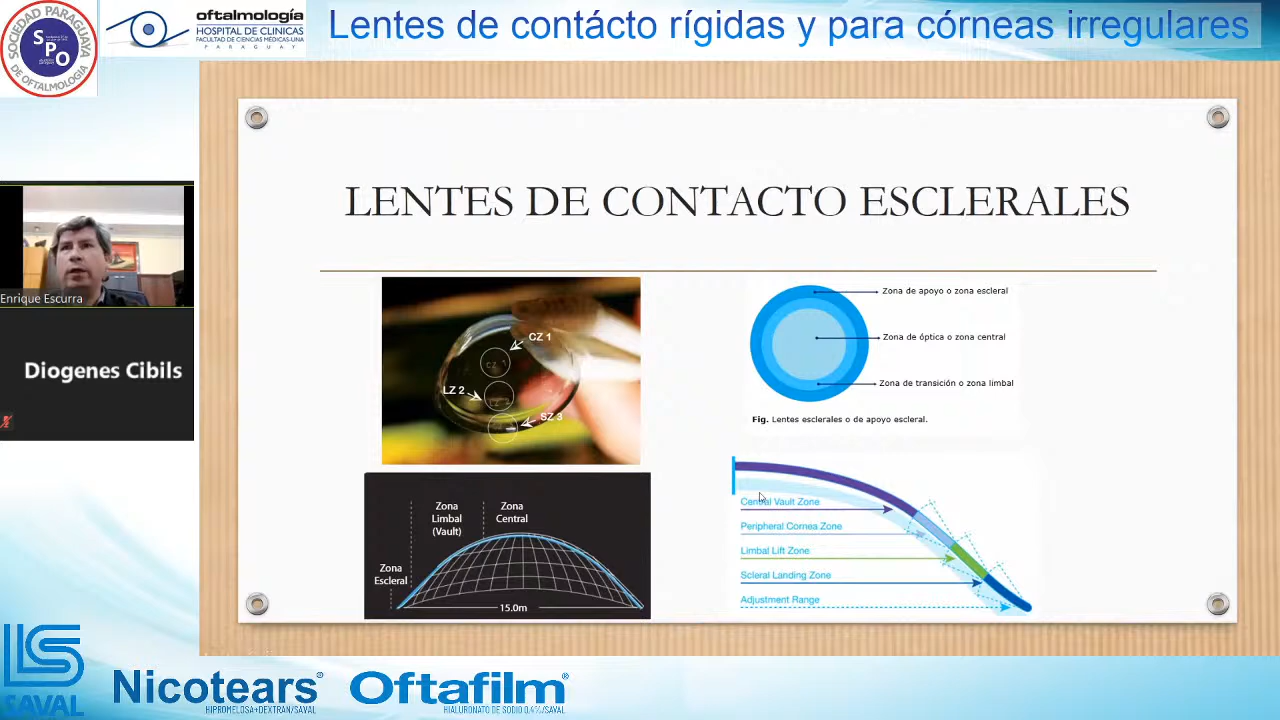 SOCIEDAD PARAGUAYA
DE OFTALMOLOGÍA
SPO
oftalmología
HOSPITAL DE CLINICAS
FACULTAD DE CIENCIAS MÉDICAS-UNA
PARAGUAY
Lentes de contácto rígidas y para córneas irregulares
Enrique Escurra
Diogenes Cibils
LENTES DE CONTACTO ESCLERALES
CZ 1
LZ 2
SZ 3
Zona de apoyo o zona escleral
Zona de óptica o zona central
Zona de transición o zona limbal
Fig. Lentes esclerales o de apoyo escleral.
Zona
Limbal
(Vault)
Zona
Central
Zona
Escleral
15.0m
Central Vault Zone
Peripheral Cornea Zone
Limbal Lift Zone
Scleral Landing Zone
Adjustment Range
LS
SAVAL
Nicotears®
HIPROMELOSA+DEXTRAN/SAVAL
Oftafilm®
HIALURONATO DE SODIO 0.4%/SAVAL